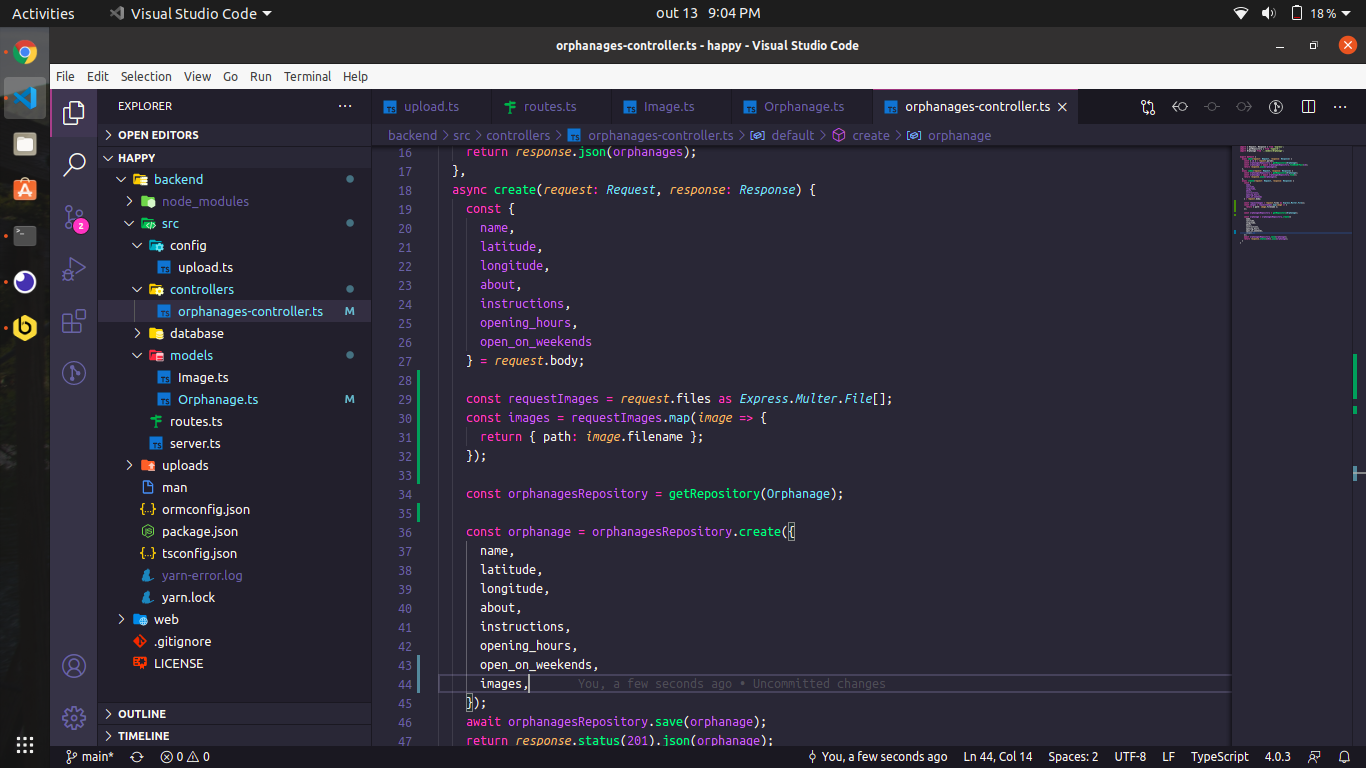 Activities
Visual Studio Code
out 13 9:04 PM
18 %
orphanages-controller.ts - happy - Visual Studio Code
File Edit Selection View Go Run Terminal Help
EXPLORER
OPEN EDITORS
HAPPY
backend
node_modules
src
config
upload.ts
controllers
orphanages-controller.ts M
database
models
Image.ts
Orphanage.ts M
routes.ts
server.ts
uploads
man
ormconfig.json
package.json
tsconfig.json
yarn-error.log
yarn.lock
web
.gitignore
LICENSE
OUTLINE
TIMELINE
2
upload.ts routes.ts Image.ts Orphanage.ts orphanages-controller.ts
backend > src > controllers > orphanages-controller.ts > default > create > orphanage
16 return response.json(orphanages);
17 },
18 async create(request: Request, response: Response) {
19 const {
20 name,
21 latitude,
22 longitude,
23 about,
24 instructions,
25 opening_hours,
26 open_on_weekends
27 } = request.body;
28
29 const requestImages = request.files as Express.Multer.File[];
30 const images = requestImages.map(image => {
31 return { path: image.filename };
32 });
33
34 const orphanagesRepository = getRepository(Orphanage);
35
36 const orphanage = orphanagesRepository.create({
37 name,
38 latitude,
39 longitude,
40 about,
41 instructions,
42 opening_hours,
43 open_on_weekends,
44 images, You, a few seconds ago • Uncommitted changes
45 });
46 await orphanagesRepository.save(orphanage);
47 return response.status(201).json(orphanage);
main* 0 0 You, a few seconds ago Ln 44, Col 14 Spaces: 2 UTF-8 LF TypeScript 4.0.3